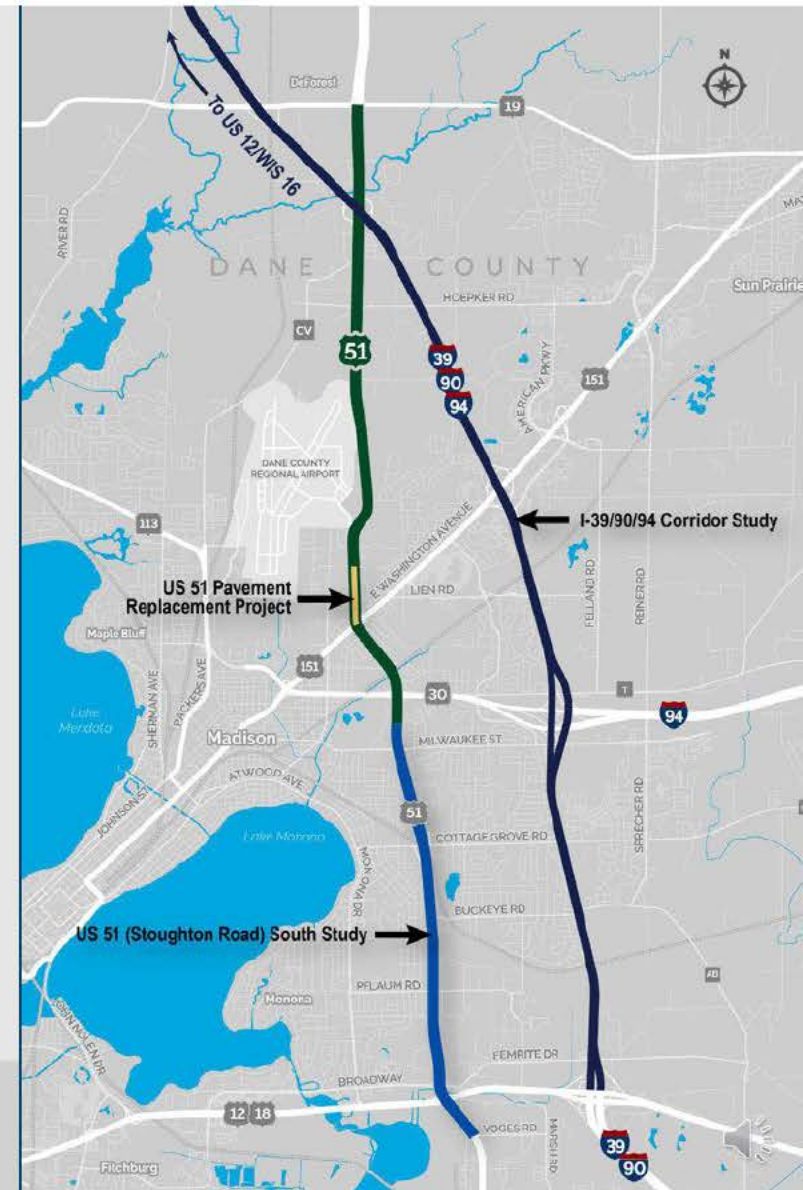 N
DeForest
19
To US 12/WIS 16
RIVER RD
DANE COUNTY
Sun Prairie
HOEPKER RD
CV
51
39
90
94
AMERICAN PKWY
151
DANE COUNTY
REGIONAL AIRPORT
113
E WASHINGTON AVENUE
I-39/90/94 Corridor Study
US 51 Pavement
Replacement Project
LIEN RD
FELLAND RD
REINER RD
Maple Bluff
SHERMAN AVE
PACKERS AVE
151
30
T
94
Lake
Mendota
Madison
MILWAUKEE ST
ATWOOD AVE
JOHNSON ST
51
SPRECHER RD
Lake Monona
MONONA DR
COTTAGE GROVE RD
BUCKEYE RD
US 51 (Stoughton Road) South Study
PFLAUM RD
AB
Monona
JOHN NOLEN DR
FEMRITE DR
BROADWAY
12 18
VOGES RD
MARSH RD
39
90
Fitchburg